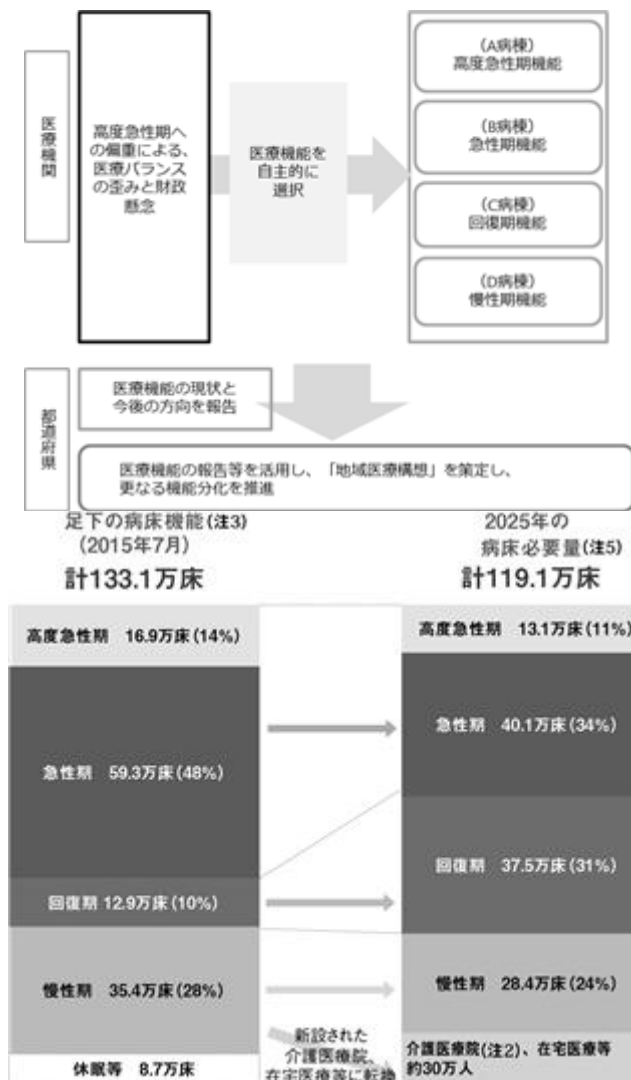 医療機関
高度急性期へ
の偏重による、
医療バランス
の歪みと財政
懸念
医療機能を
自主的に
選択
(A病棟)
高度急性期機能
(B病棟)
急性期機能
(C病棟)
回復期機能
(D病棟)
慢性期機能
都道府県
医療機能の現状と
今後の方向を報告
医療機能の報告等を活用し、「地域医療構想」を策定し、
更なる機能分化を推進
足下の病床機能(注3)
(2015年7月)
計133.1万床
高度急性期 16.9万床(14%)
急性期 59.3万床(48%)
回復期 12.9万床(10%)
慢性期 35.4万床(28%)
休眠等 8.7万床
新設された
介護医療院、
在宅医療等に転換
2025年の
病床必要量(注5)
計119.1万床
高度急性期 13.1万床(11%)
急性期 40.1万床(34%)
回復期 37.5万床(31%)
慢性期 28.4万床(24%)
介護医療院(注2)、在宅医療等
約30万人